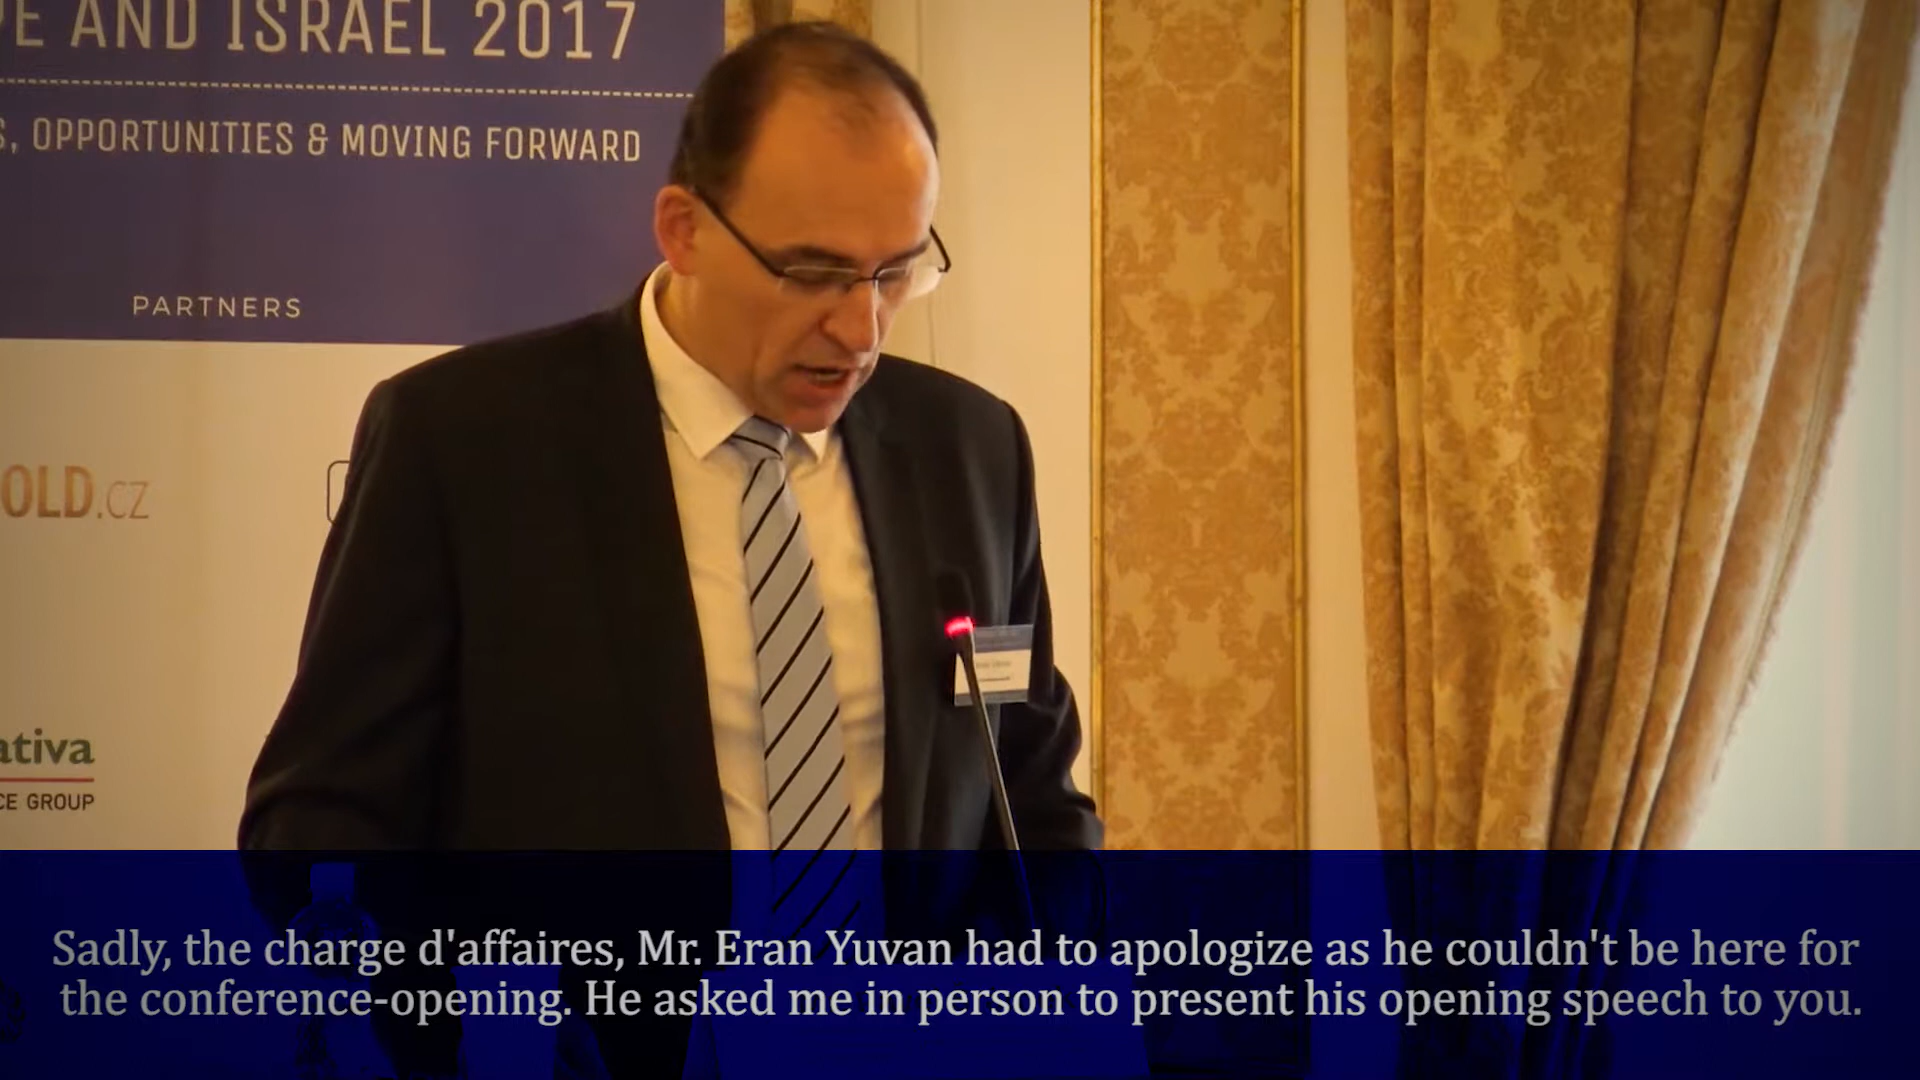 PE AND ISRAEL 2017
S, OPPORTUNITIES & MOVING FORWARD
PARTNERS
OLD.CZ
ativa
CE GROUP
Sadly, the charge d'affaires, Mr. Eran Yuvan had to apologize as he couldn't be here for
the conference-opening. He asked me in person to present his opening speech to you.